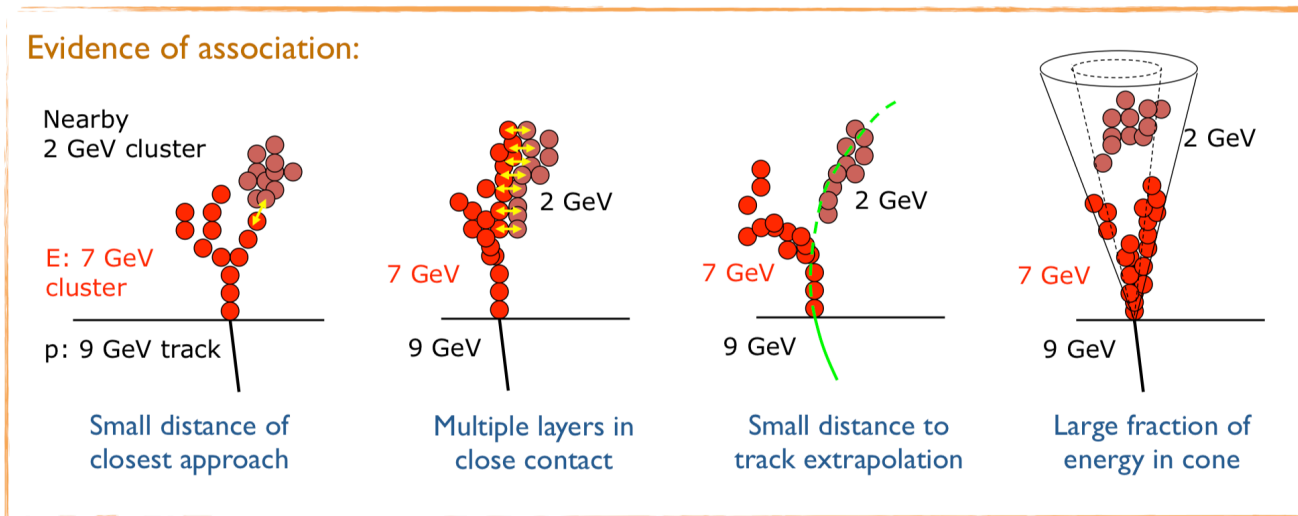 Evidence of association:
Nearby
2 GeV cluster
E: 7 GeV
cluster
p: 9 GeV track
Small distance of
closest approach
2 GeV
7 GeV
9 GeV
Multiple layers in
close contact
2 GeV
7 GeV
9 GeV
Small distance to
track extrapolation
2 GeV
7 GeV
9 GeV
Large fraction of
energy in cone